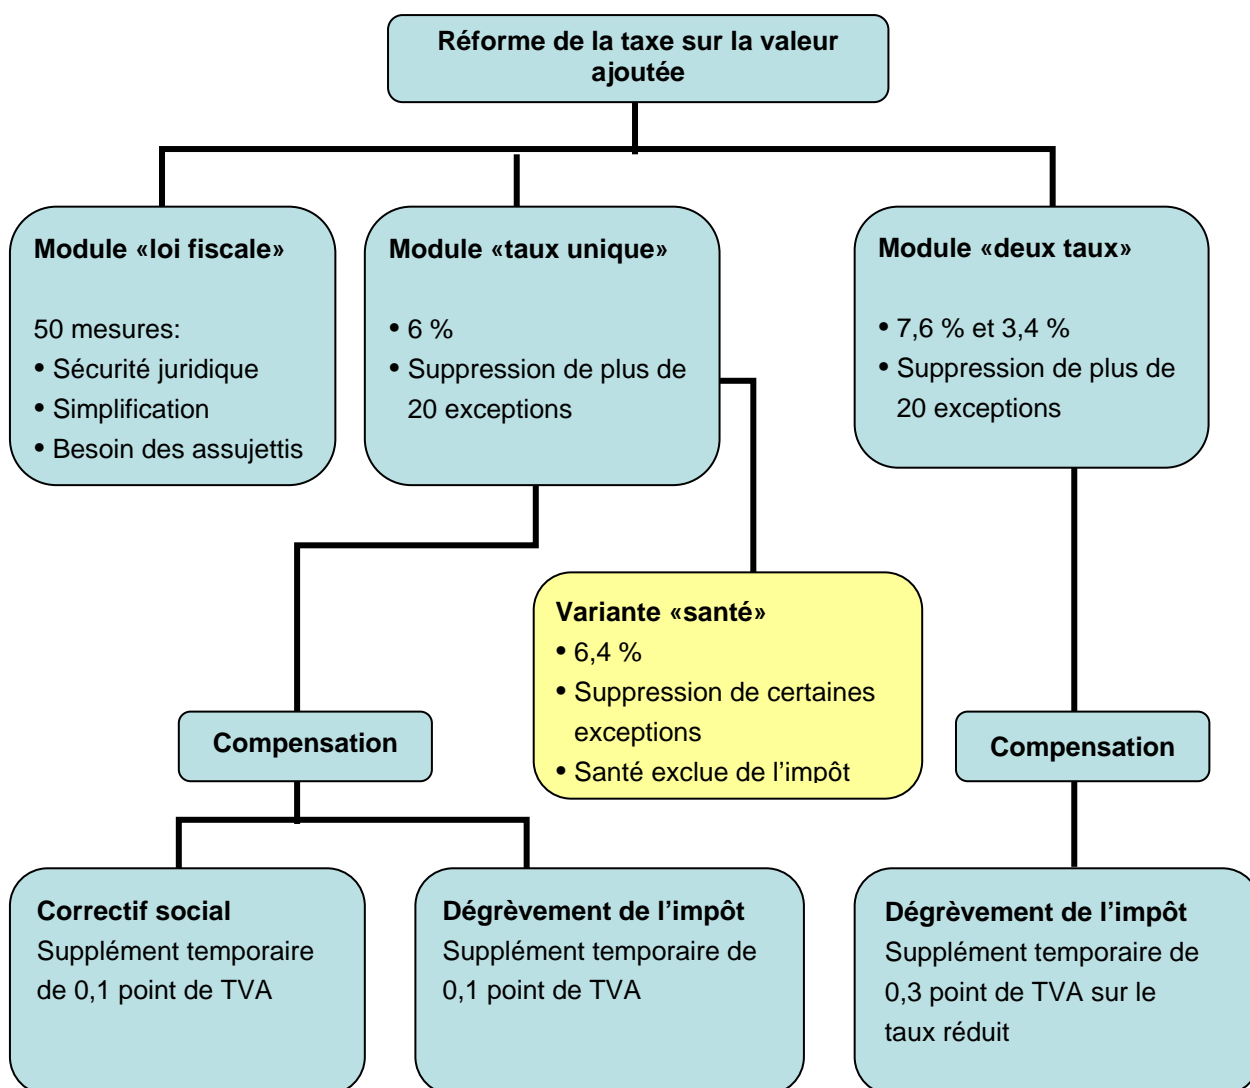 Réforme de la taxe sur la valeur
ajoutée
Module «loi fiscale»
50 mesures:
• Sécurité juridique
• Simplification
• Besoin des assujettis
Module «taux unique»
• 6 %
• Suppression de plus de
20 exceptions
Module «deux taux»
• 7,6 % et 3,4 %
• Suppression de plus de
20 exceptions
Variante «santé»
• 6,4 %
• Suppression de certaines
exceptions
• Santé exclue de l’impôt
Compensation
Compensation
Correctif social
Supplément temporaire
de 0,1 point de TVA
Dégrèvement de l’impôt
Supplément temporaire de
0,1 point de TVA
Dégrèvement de l’impôt
Supplément temporaire de
0,3 point de TVA sur le
taux réduit